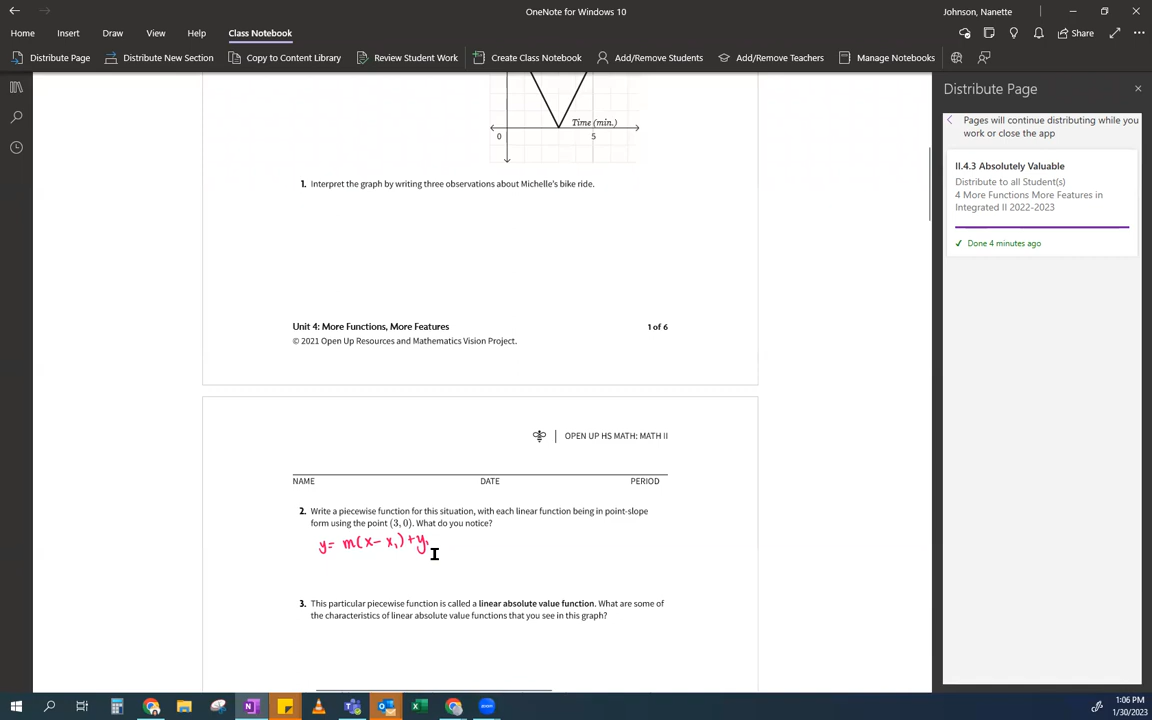 OneNote for Windows 10
Johnson, Nanette
Home Insert Draw View Help Class Notebook
Share
Distribute Page Distribute New Section Copy to Content Library Review Student Work Create Class Notebook Add/Remove Students Add/Remove Teachers Manage Notebooks
Distribute Page
Pages will continue distributing while you
work or close the app
II.4.3 Absolutely Valuable
Distribute to all Student(s)
4 More Functions More Features in
Integrated II 2022-2023
✓ Done 4 minutes ago
Time (min.)
0 5
1. Interpret the graph by writing three observations about Michelle's bike ride.
Unit 4: More Functions, More Features 1 of 6
© 2021 Open Up Resources and Mathematics Vision Project.
OPEN UP HS MATH: MATH II
NAME DATE PERIOD
2. Write a piecewise function for this situation, with each linear function being in point-slope
form using the point (3, 0). What do you notice?
y = m(x - x₁) + y₁
3. This particular piecewise function is called a linear absolute value function. What are some of
the characteristics of linear absolute value functions that you see in this graph?
1:06 PM
1/30/2023